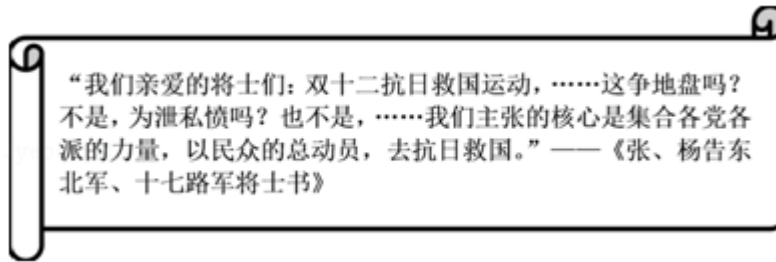 “我们亲爱的将士们：双十二抗日救国运动，……这争地盘吗？
不是，为泄私愤吗？也不是，……我们主张的核心是集合各党各
派的力量，以民众的总动员，去抗日救国。”——《张、杨告东
北军、十七路军将士书》